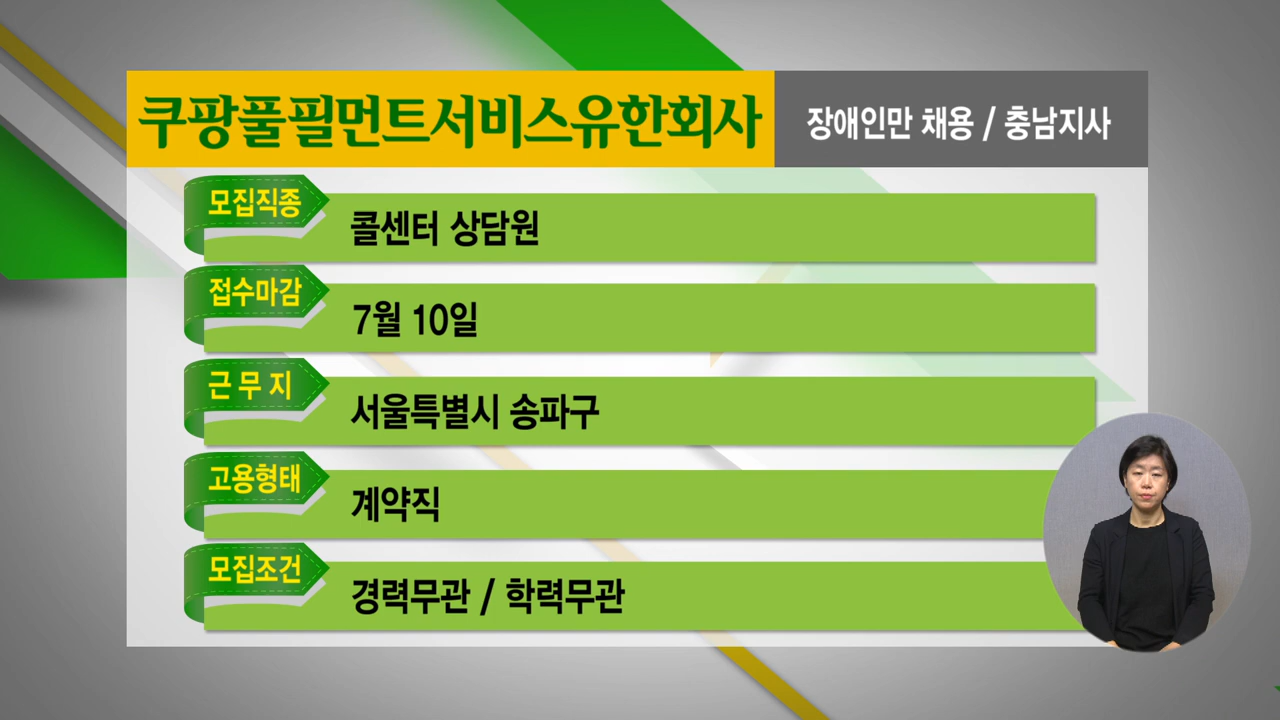 쿠팡풀필먼트서비스유한회사
장애인만 채용 / 충남지사
모집직종
콜센터 상담원
접수마감
7월 10일
근 무 지
서울특별시 송파구
고용형태
계약직
모집조건
경력무관 / 학력무관